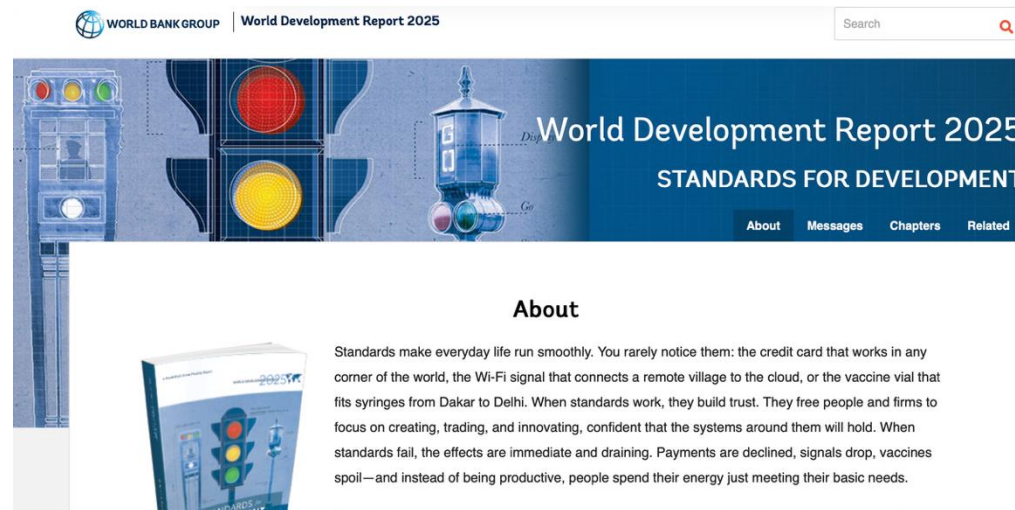 WORLD BANK GROUP
World Development Report 2025
Search
GO
World Development Report 2025
STANDARDS FOR DEVELOPMENT
Go
About
Messages
Chapters
Related
About
Standards make everyday life run smoothly. You rarely notice them: the credit card that works in any
corner of the world, the Wi-Fi signal that connects a remote village to the cloud, or the vaccine vial that
fits syringes from Dakar to Delhi. When standards work, they build trust. They free people and firms to
focus on creating, trading, and innovating, confident that the systems around them will hold. When
standards fail, the effects are immediate and draining. Payments are declined, signals drop, vaccines
spoil—and instead of being productive, people spend their energy just meeting their basic needs.
2025